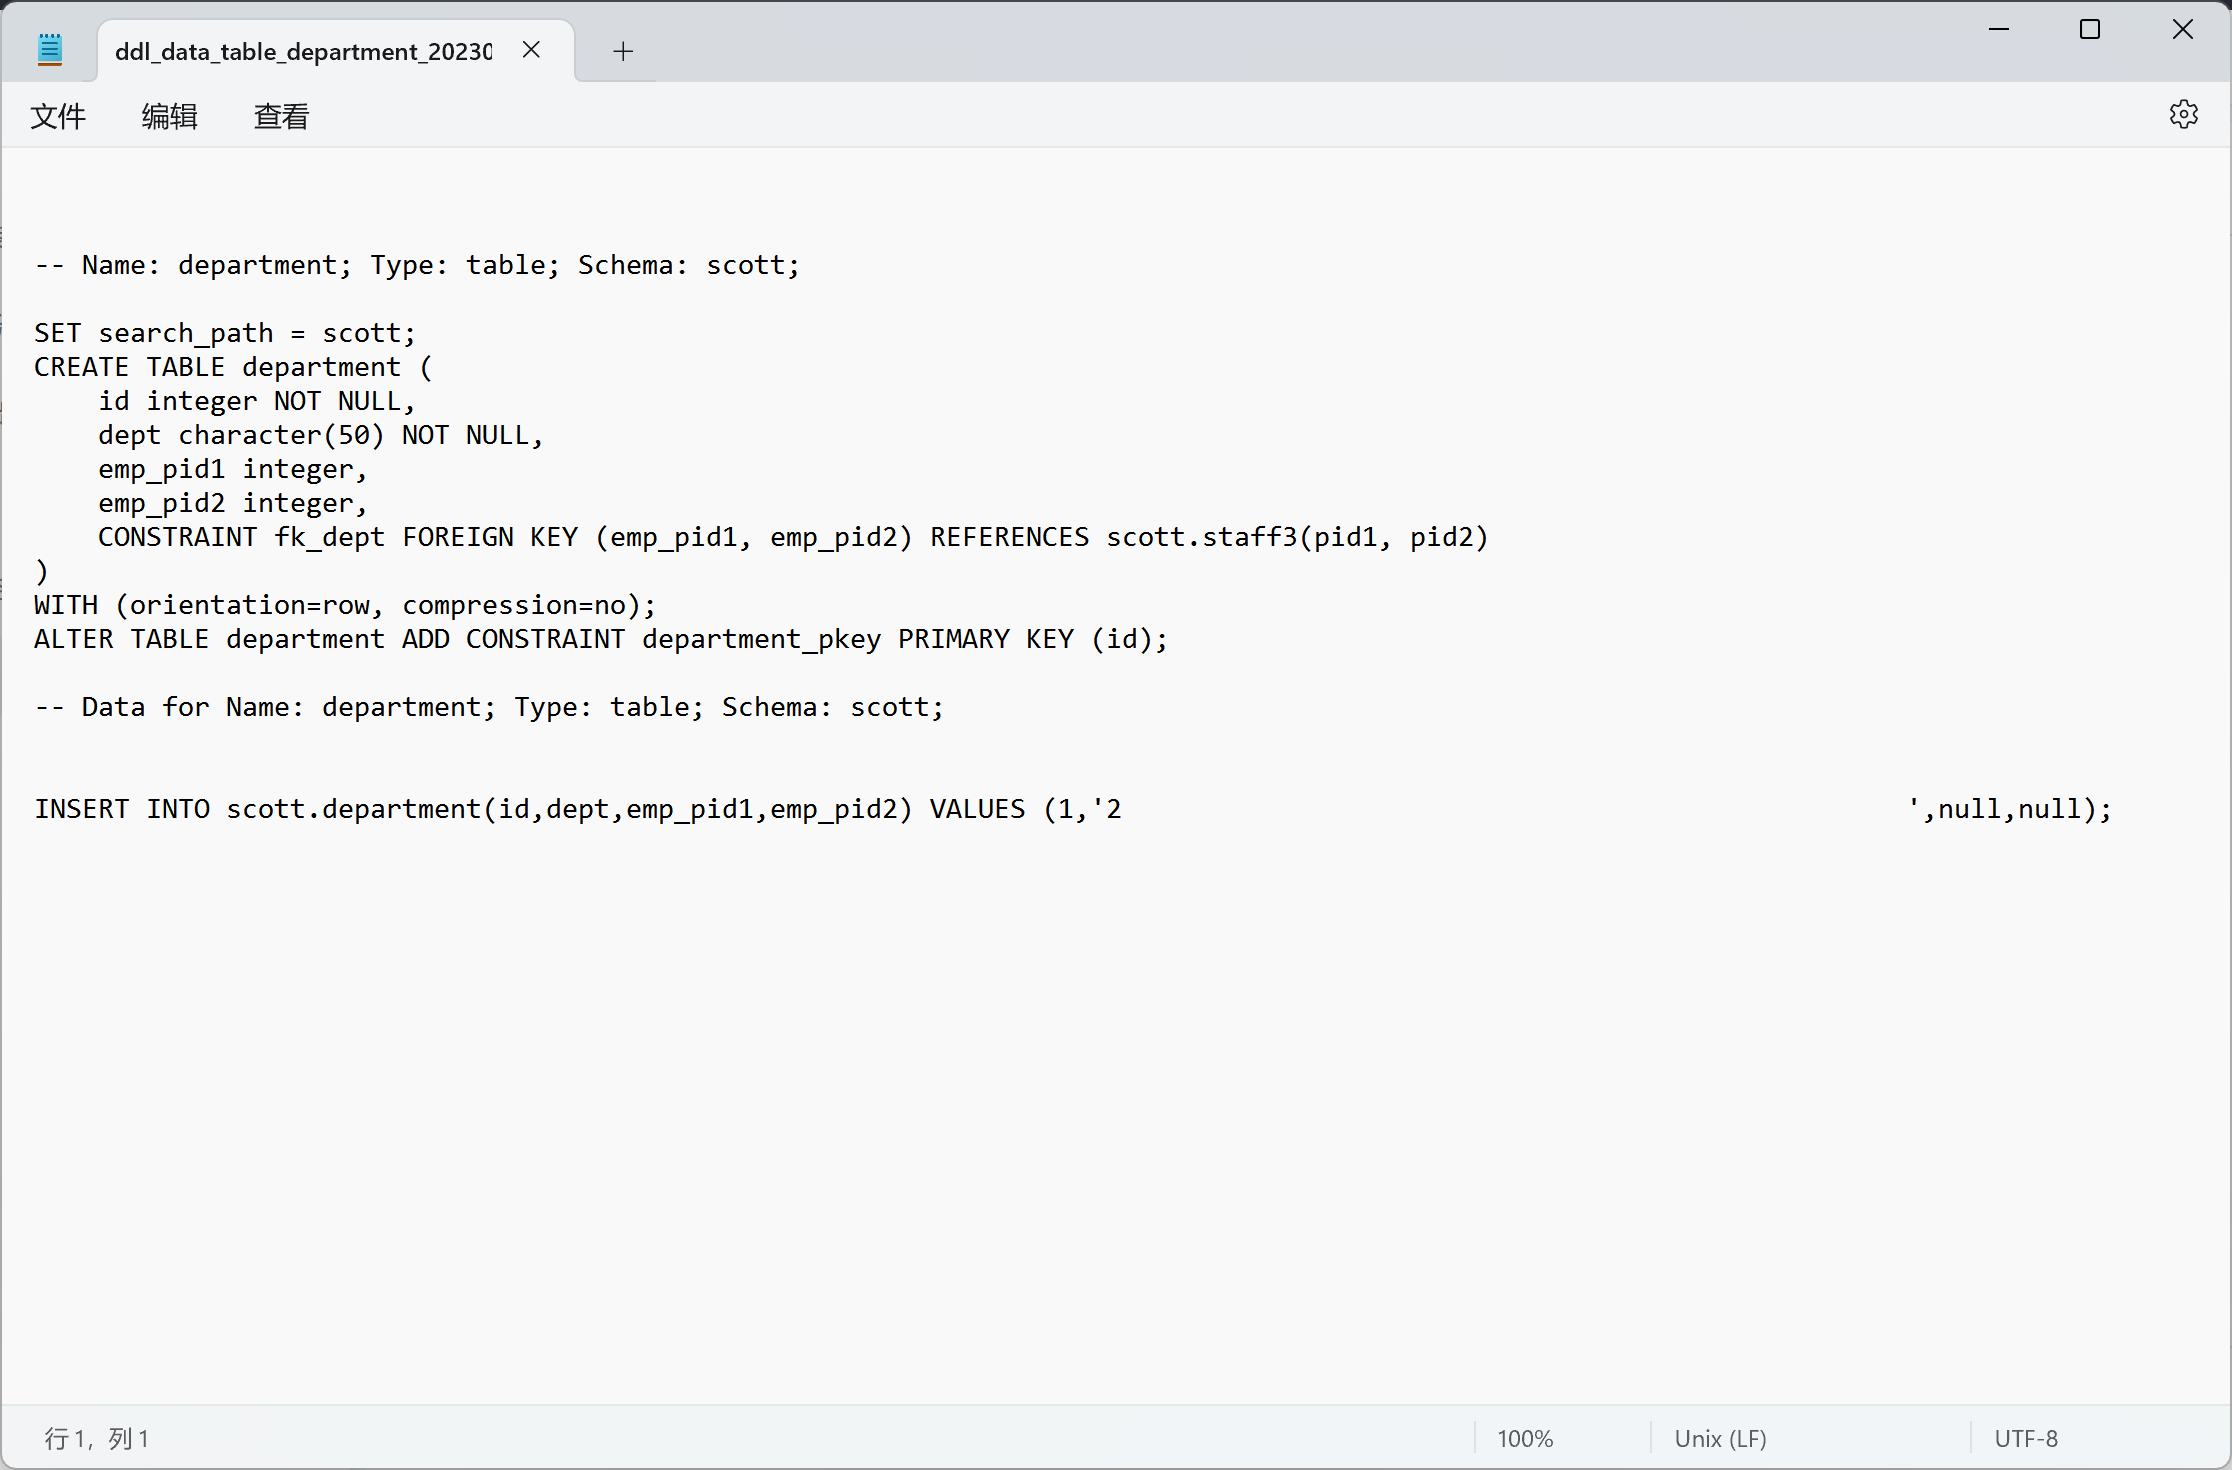 ddl_data_table_department_20230
文件 编辑 查看
-- Name: department; Type: table; Schema: scott;
SET search_path = scott;
CREATE TABLE department (
    id integer NOT NULL,
    dept character(50) NOT NULL,
    emp_pid1 integer,
    emp_pid2 integer,
    CONSTRAINT fk_dept FOREIGN KEY (emp_pid1, emp_pid2) REFERENCES scott.staff3(pid1, pid2)
)
WITH (orientation=row, compression=no);
ALTER TABLE department ADD CONSTRAINT department_pkey PRIMARY KEY (id);
-- Data for Name: department; Type: table; Schema: scott;
INSERT INTO scott.department(id,dept,emp_pid1,emp_pid2) VALUES (1,'2                                                 ',null,null);
行 1, 列 1 100% Unix (LF) UTF-8